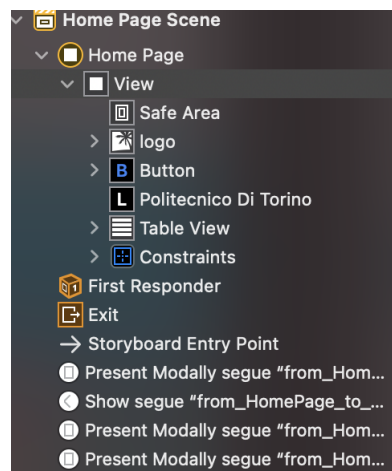 Home Page Scene
Home Page
View
Safe Area
logo
B Button
L Politecnico Di Torino
Table View
Constraints
1 First Responder
Exit
Storyboard Entry Point
Present Modally segue “from_Hom...
Show segue “from_HomePage_to_...
Present Modally segue “from_Hom...
Present Modally segue “from_Hom...